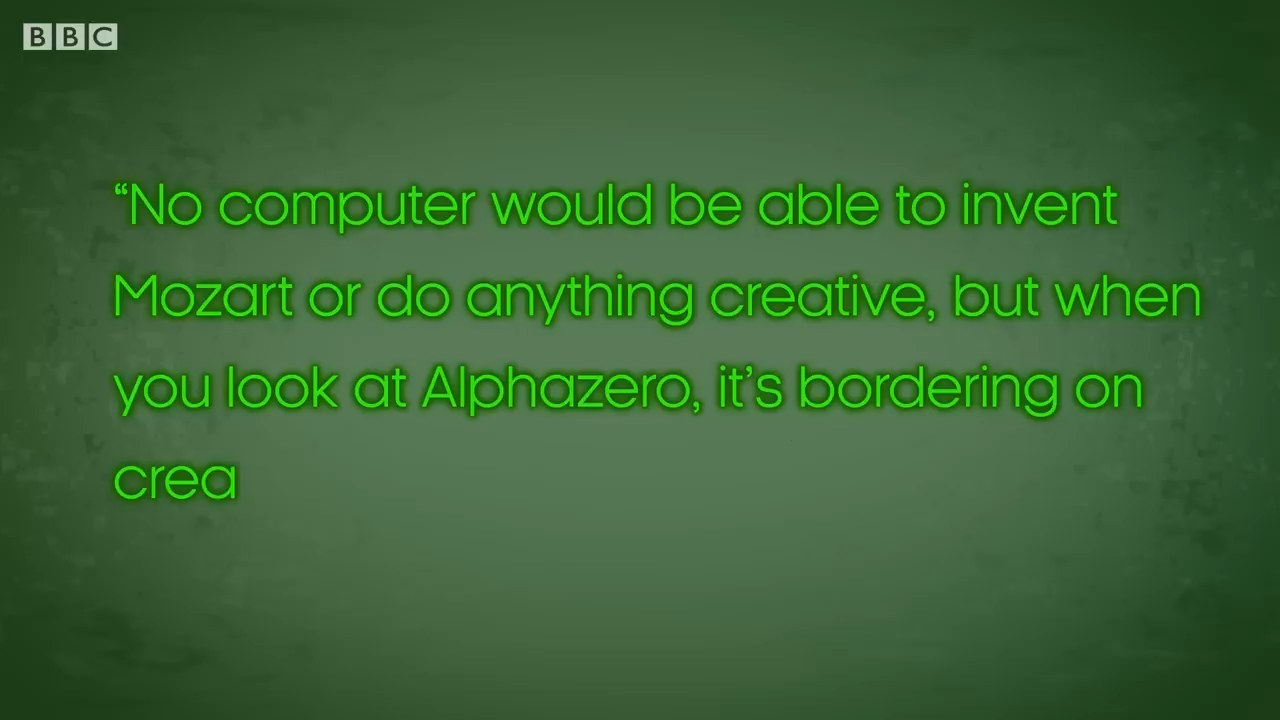 BBC
“No computer would be able to invent
Mozart or do anything creative, but when
you look at Alphazero, it’s bordering on
crea